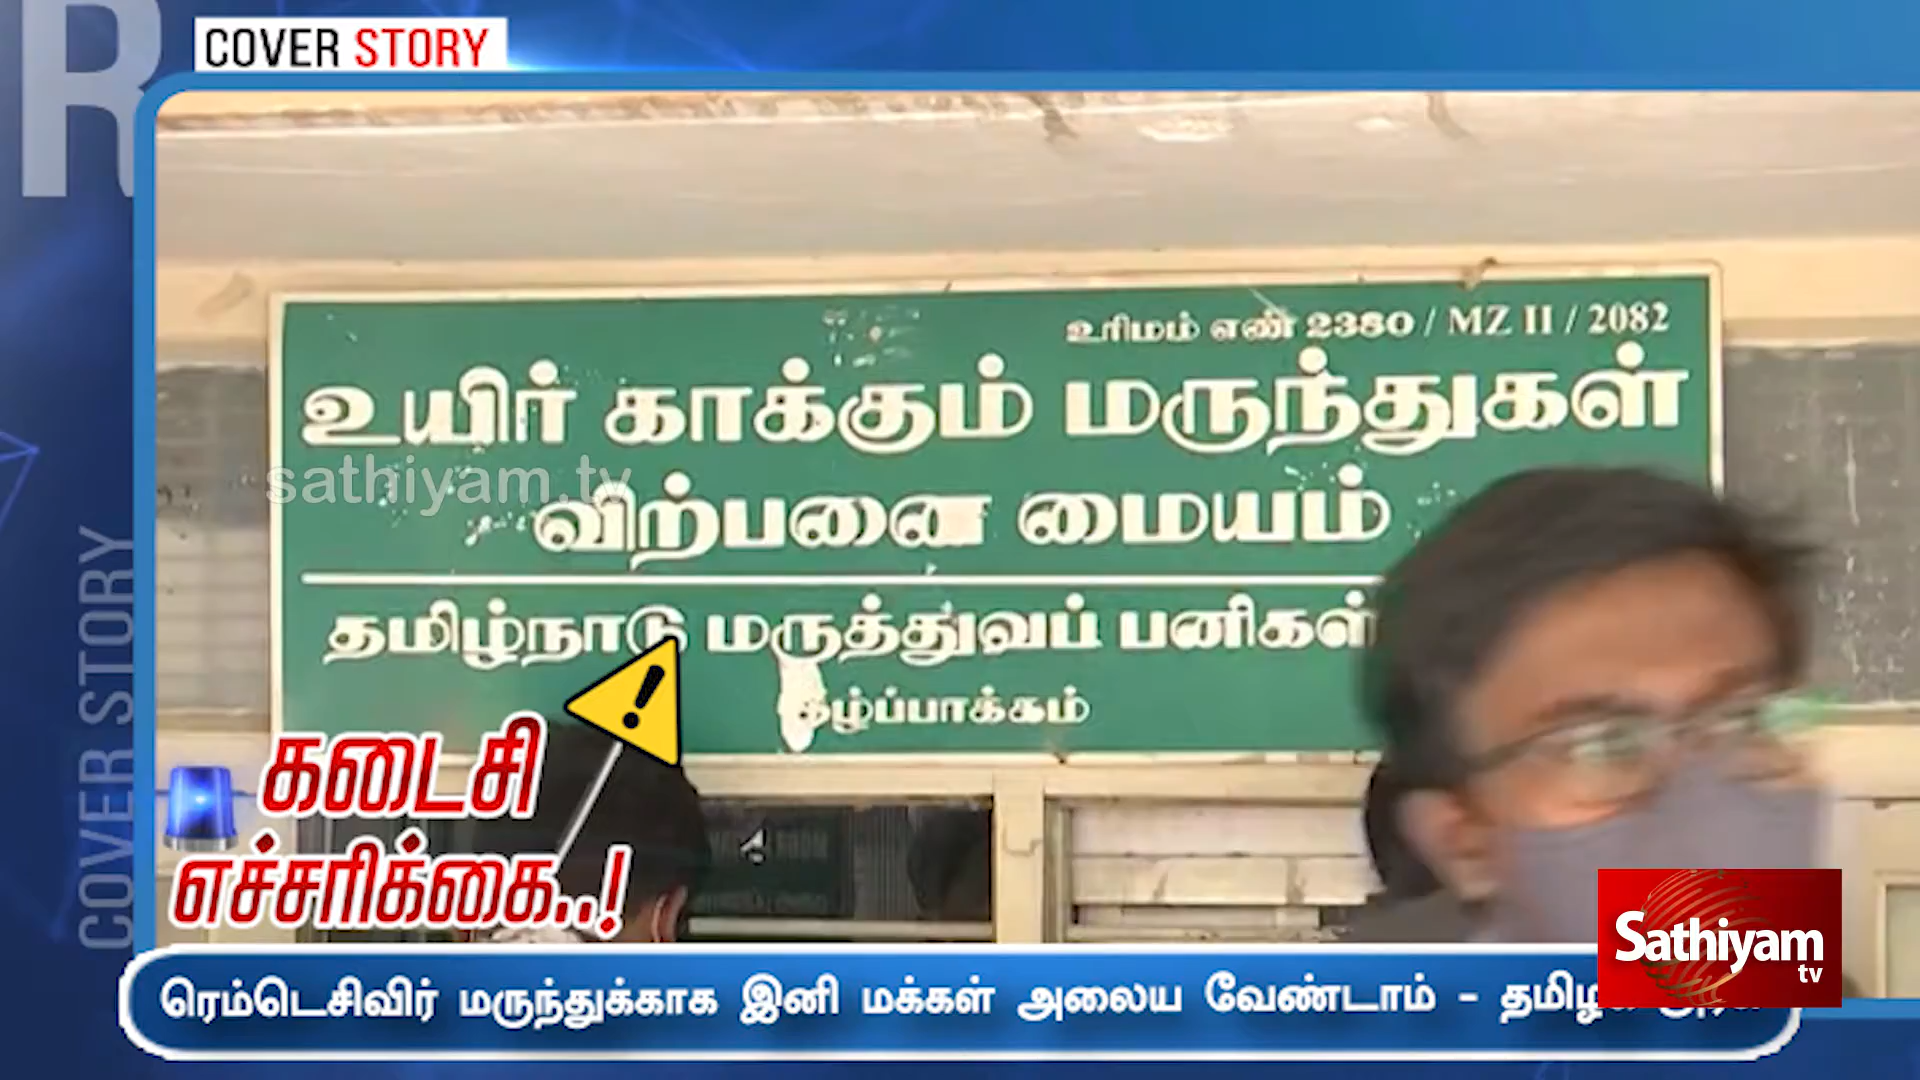 R
COVER STORY
உரிமம் எண் 2380 / MZ II / 2082
உயிர் காக்கும் மருந்துகள்
sathiyam.tv
விற்பனை மையம்
தமிழ்நாடு மருத்துவப் பணிகள்
கீழ்ப்பாக்கம்
கடைசி
எச்சரிக்கை..!
COVER STORY
Sathiyam
tv
ரெம்டெசிவிர் மருந்துக்காக இனி மக்கள் அலைய வேண்டாம் -